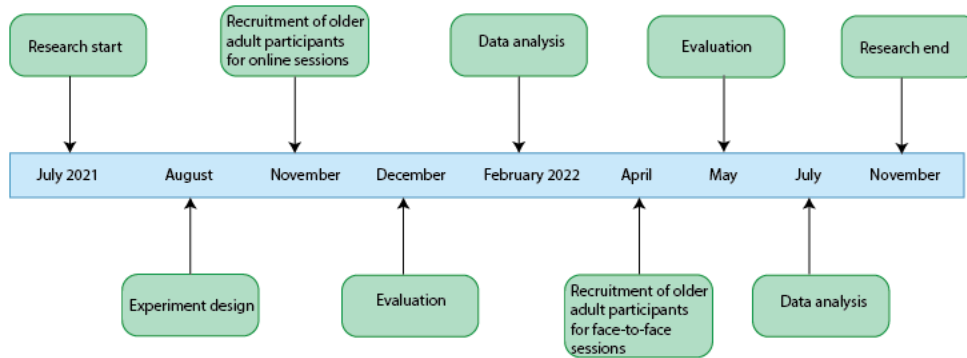 Research start
Recruitment of older
adult participants
for online sessions
Data analysis
Evaluation
Research end
July 2021
August
November
December
February 2022
April
May
July
November
Experiment design
Evaluation
Recruitment of older
adult participants
for face-to-face
sessions
Data analysis